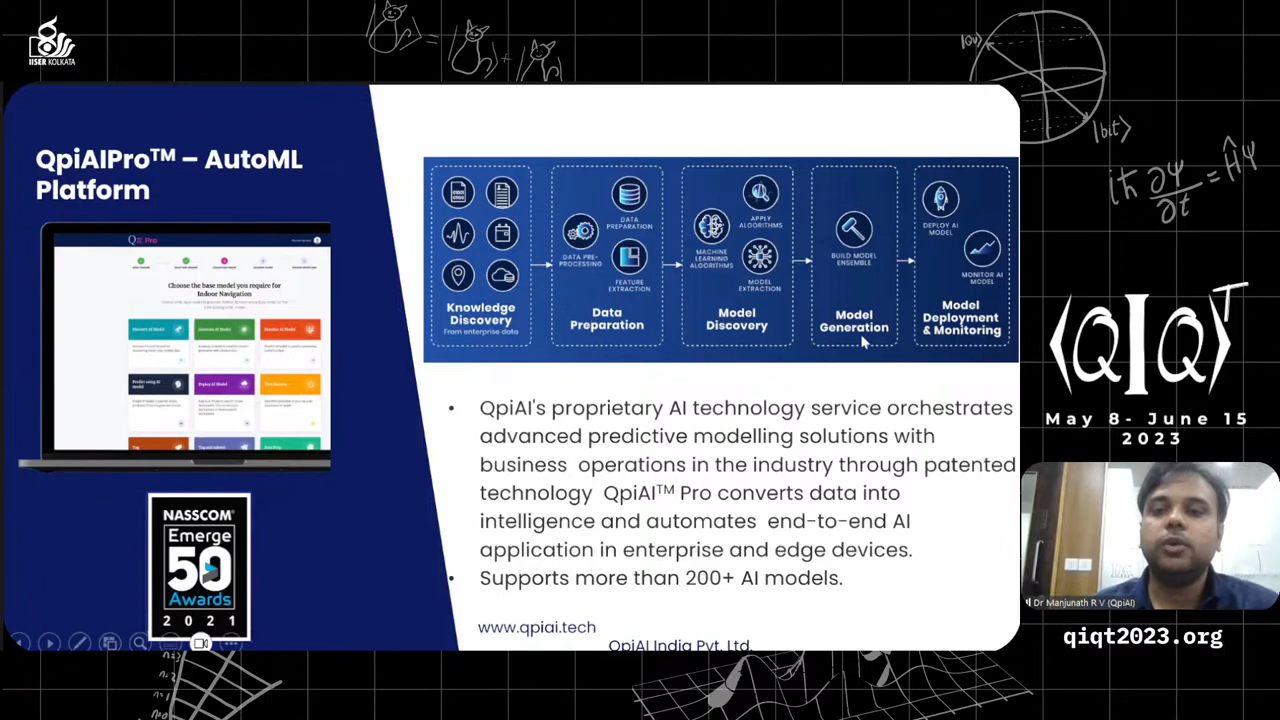 IISER KOLKATA
QpiAIPro™ – AutoML
Platform
Choose the base model you require for
Indoor Navigation
NASSCOM
Emerge
50
Awards
2021
DATA PRE-
PROCESSING
DATA
PREPARATION
FEATURE
EXTRACTION
MACHINE
LEARNING
ALGORITHMS
APPLY
ALGORITHMS
MODEL
EXTRACTION
BUILD MODEL
ENSEMBLE
DEPLOY AI
MODEL
MONITOR AI
MODEL
Knowledge
Discovery
From enterprise data
Data
Preparation
Model
Discovery
Model
Generation
Model
Deployment
& Monitoring
• QpiAI's proprietary AI technology service orchestrates
advanced predictive modelling solutions with
business operations in the industry through patented
technology QpiAI™ Pro converts data into
intelligence and automates end-to-end AI
application in enterprise and edge devices.
• Supports more than 200+ AI models.
www.qpiai.tech
QpiAI India Pvt. Ltd.
iħ ∂ψ/∂t = Ĥψ
⟨QIQ⟩T
May 8- June 15
2023
Dr Manjunath R V (QpiAI)
qiqt2023.org